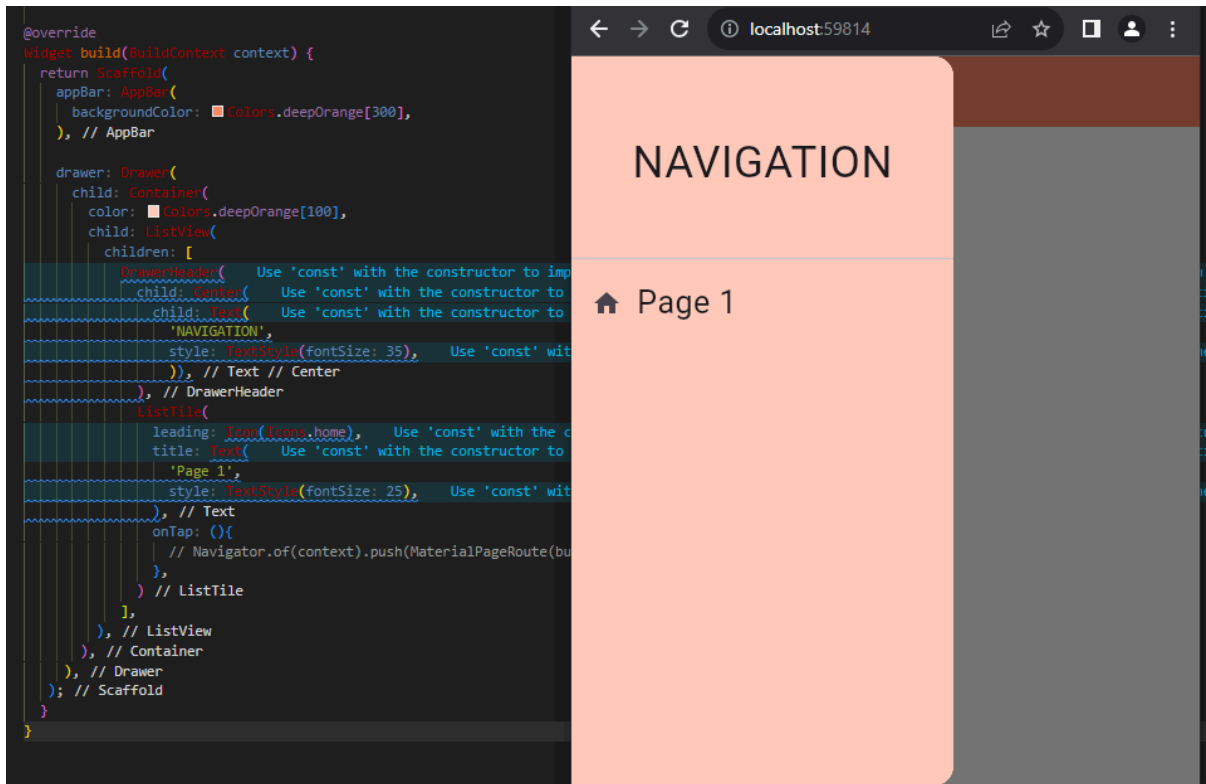 @override
Widget build(BuildContext context) {
return Scaffold(
appBar: AppBar(
backgroundColor: Colors.deepOrange[300],
), // AppBar
drawer: Drawer(
child: Container(
color: Colors.deepOrange[100],
child: ListView(
children: [
DrawerHeader( Use 'const' with the constructor to imp
child: Center( Use 'const' with the constructor to
child: Text( Use 'const' with the constructor to
'NAVIGATION',
style: TextStyle(fontSize: 35), Use 'const' wit
)), // Text // Center
), // DrawerHeader
ListTile(
leading: Icon(Icons.home), Use 'const' with the c
title: Text( Use 'const' with the constructor to
'Page 1',
style: TextStyle(fontSize: 25), Use 'const' wit
), // Text
onTap: (){
// Navigator.of(context).push(MaterialPageRoute(bu
},
) // ListTile
],
), // ListView
), // Container
), // Drawer
); // Scaffold
}
}
localhost:59814
NAVIGATION
Page 1